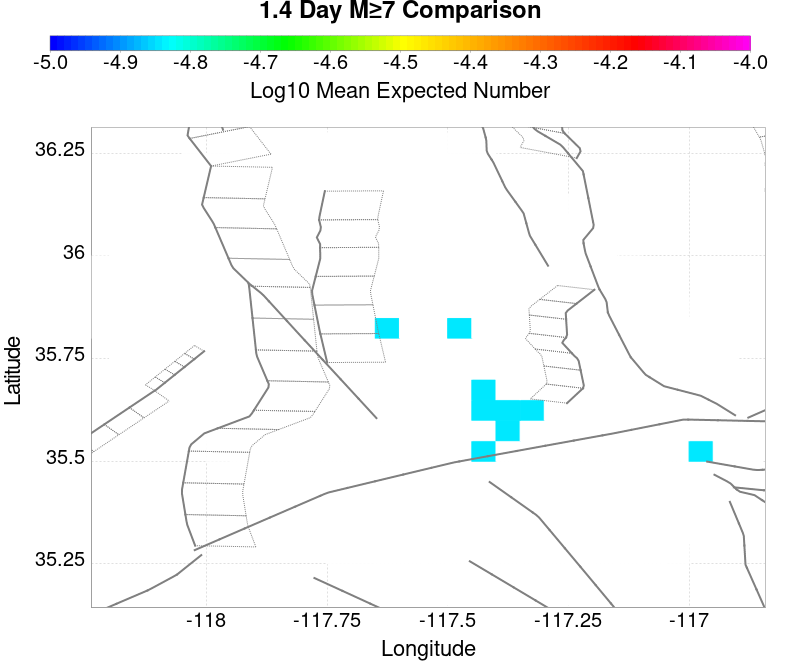 1.4 Day M≥7 Comparison
-5.0 -4.9 -4.8 -4.7 -4.6 -4.5 -4.4 -4.3 -4.2 -4.1 -4.0
Log10 Mean Expected Number
36.25
36
35.75
35.5
35.25
Latitude
-118 -117.75 -117.5 -117.25 -117
Longitude